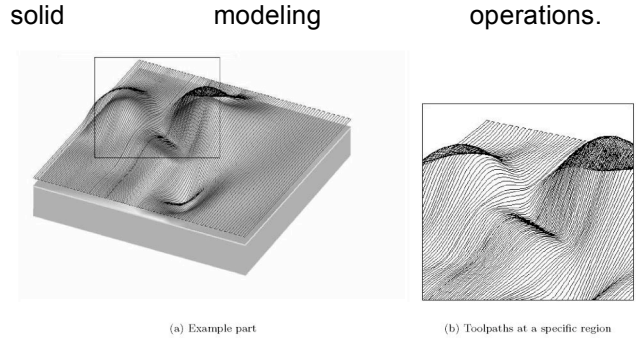 solid modeling operations.
(a) Example part
(b) Toolpaths at a specific region